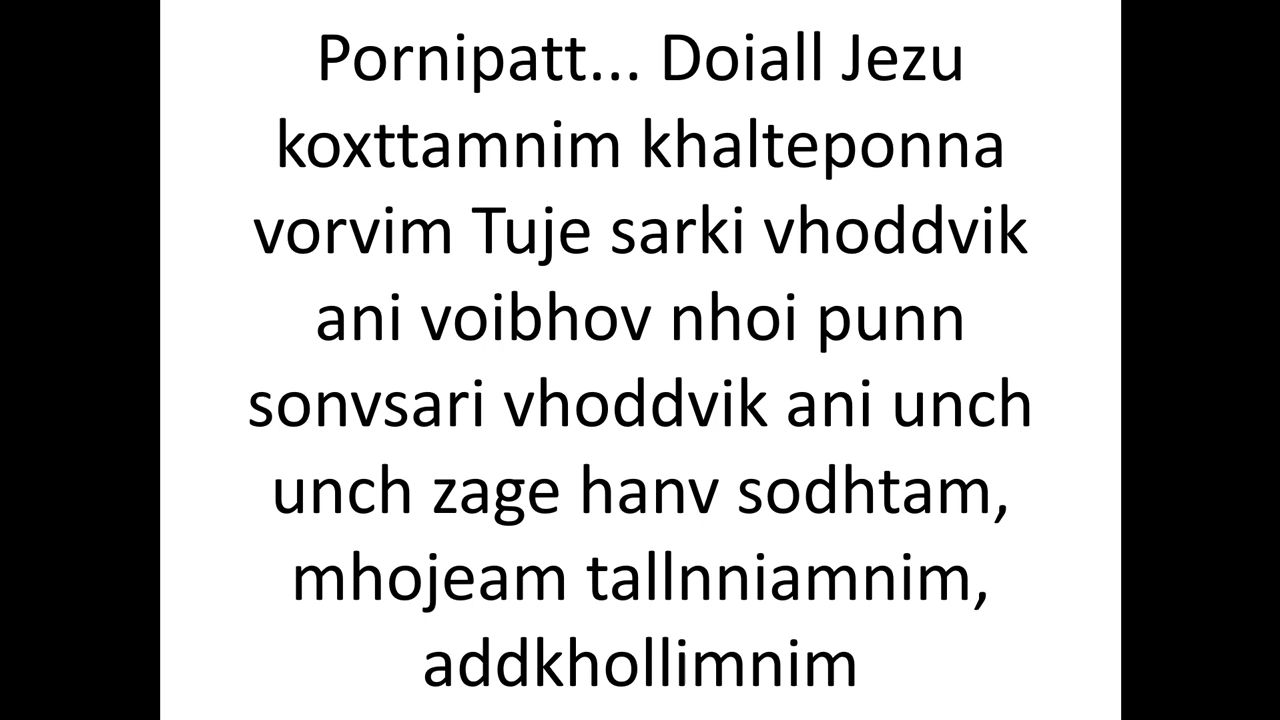 Pornipatt... Doiall Jezu
koxttamnim khalteponna
vorvim Tuje sarki vhoddvik
ani voibhov nhoi punn
sonvsari vhoddvik ani unch
unch zage hanv sodhtam,
mhojeam tallnniamnim,
addkhollimnim